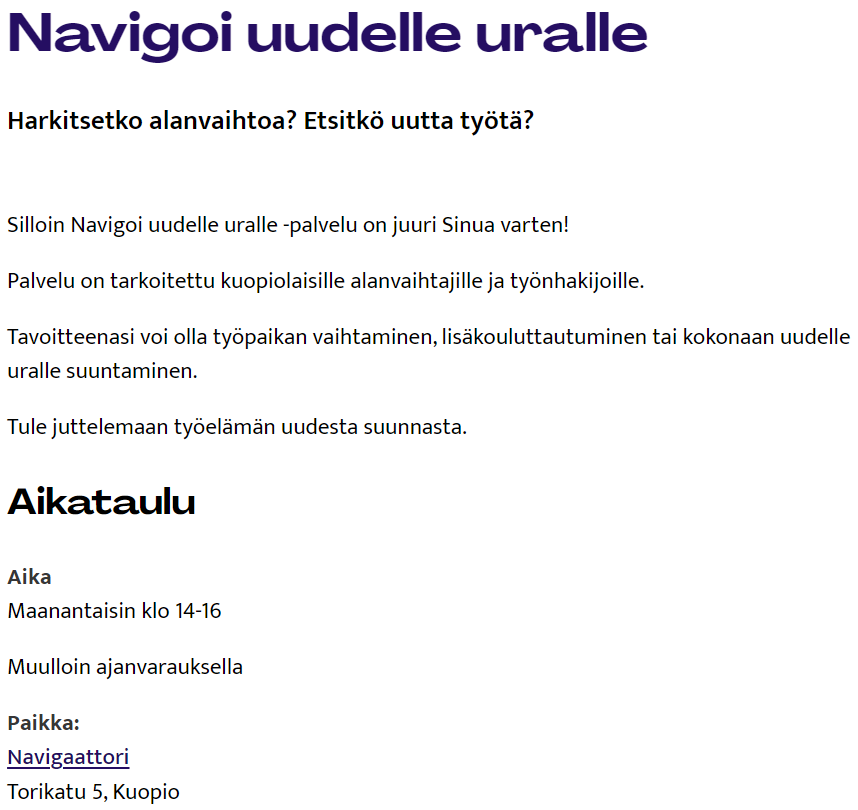 Navigoi uudelle uralle
Harkitsetko alanvaihtoa? Etsitkö uutta työtä?
Silloin Navigoi uudelle uralle -palvelu on juuri Sinua varten!
Palvelu on tarkoitettu kuopiolaisille alanvaihtajille ja työnhakijoille.
Tavoitteenasi voi olla työpaikan vaihtaminen, lisäkouluttautuminen tai kokonaan uudelle
uralle suuntaminen.
Tule juttelemaan työelämän uudesta suunnasta.
Aikataulu
Aika
Maanantaisin klo 14-16
Muulloin ajanvarauksella
Paikka:
Navigaattori
Torikatu 5, Kuopio